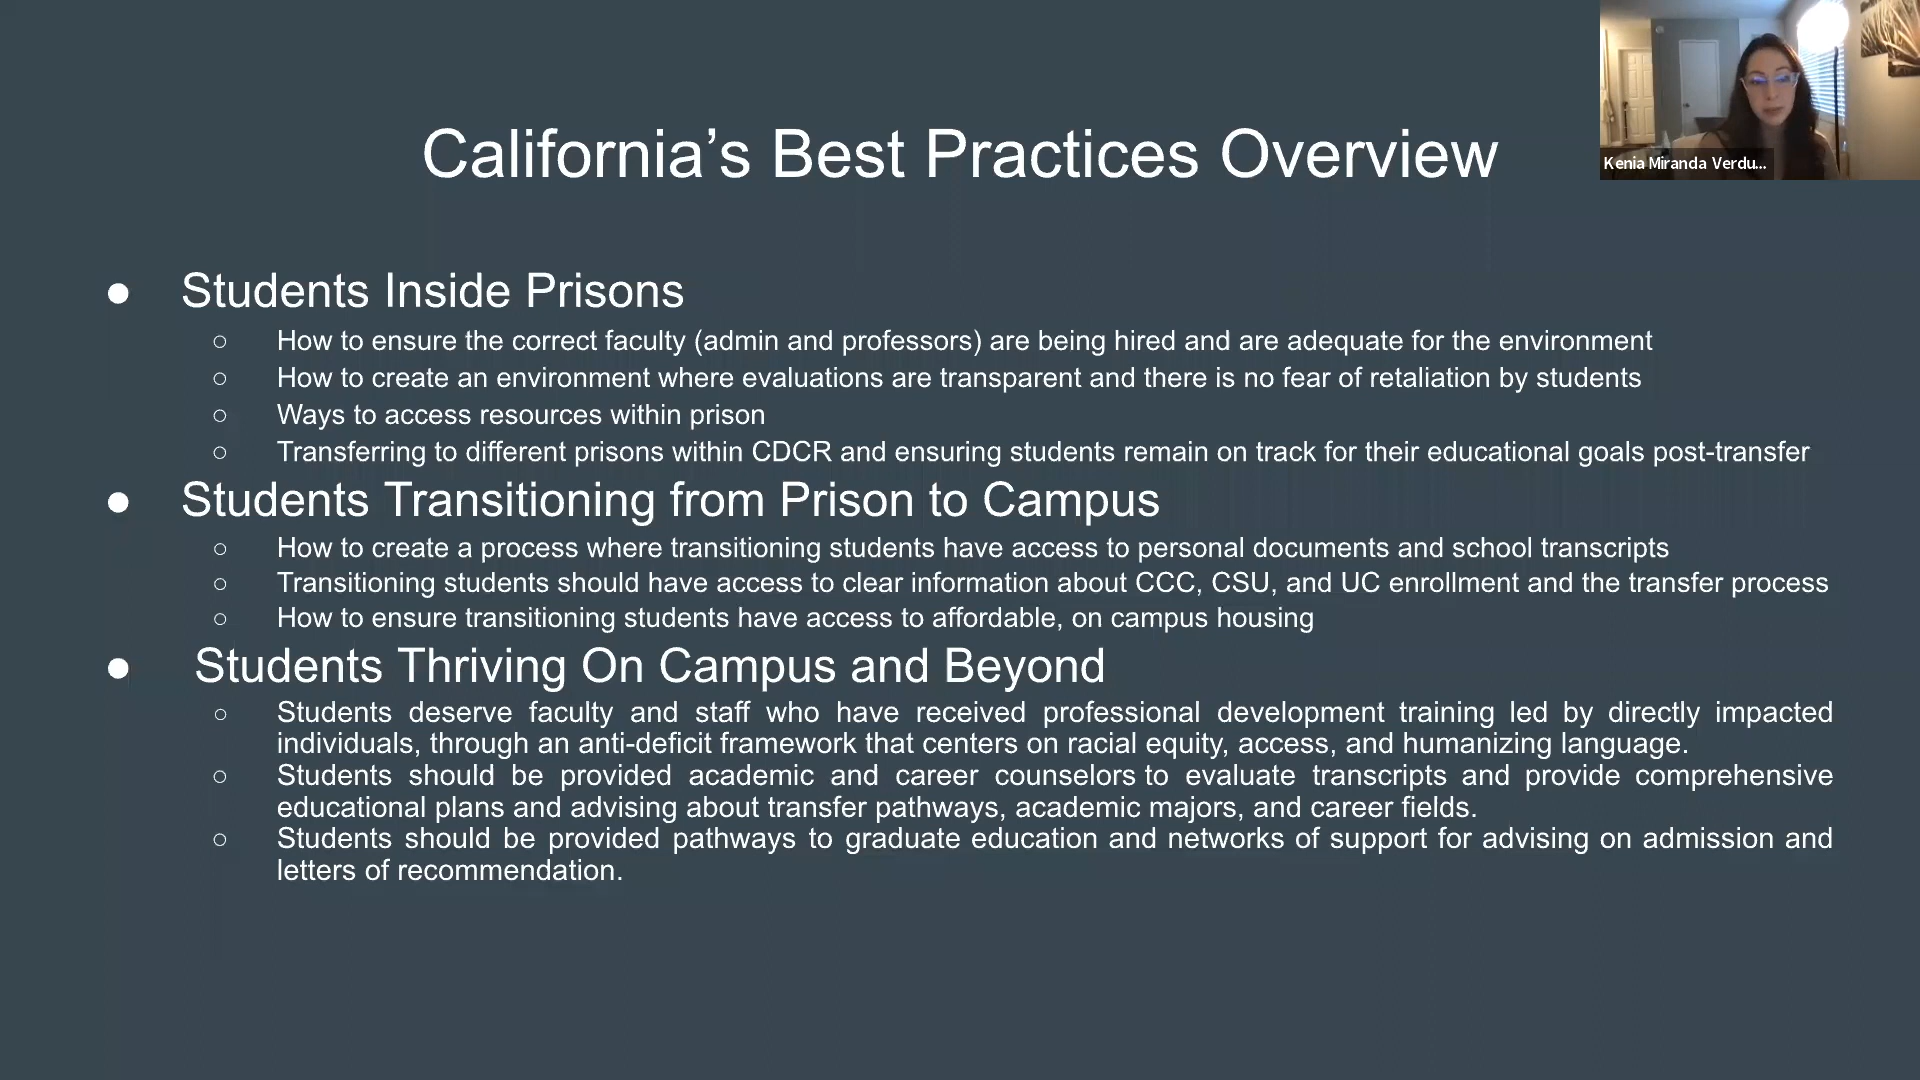 California’s Best Practices Overview
Kenia Miranda Verdu...
● Students Inside Prisons
○ How to ensure the correct faculty (admin and professors) are being hired and are adequate for the environment
○ How to create an environment where evaluations are transparent and there is no fear of retaliation by students
○ Ways to access resources within prison
○ Transferring to different prisons within CDCR and ensuring students remain on track for their educational goals post-transfer
● Students Transitioning from Prison to Campus
○ How to create a process where transitioning students have access to personal documents and school transcripts
○ Transitioning students should have access to clear information about CCC, CSU, and UC enrollment and the transfer process
○ How to ensure transitioning students have access to affordable, on campus housing
● Students Thriving On Campus and Beyond
○ Students deserve faculty and staff who have received professional development training led by directly impacted
individuals, through an anti-deficit framework that centers on racial equity, access, and humanizing language.
○ Students should be provided academic and career counselors to evaluate transcripts and provide comprehensive
educational plans and advising about transfer pathways, academic majors, and career fields.
○ Students should be provided pathways to graduate education and networks of support for advising on admission and
letters of recommendation.